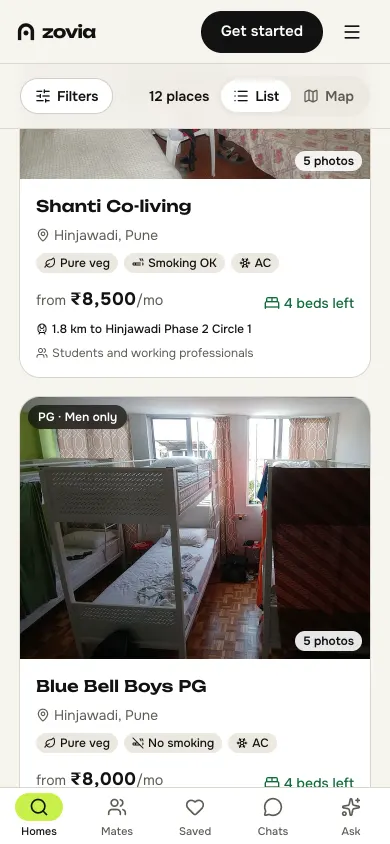 zovia
Get started
Filters
12 places
List
Map
5 photos
Shanti Co-living
Hinjawadi, Pune
Pure veg
Smoking OK
AC
from ₹8,500/mo
4 beds left
1.8 km to Hinjawadi Phase 2 Circle 1
Students and working professionals
PG · Men only
5 photos
Blue Bell Boys PG
Hinjawadi, Pune
Pure veg
No smoking
AC
from ₹8,000/mo
4 beds left
Homes
Mates
Saved
Chats
Ask